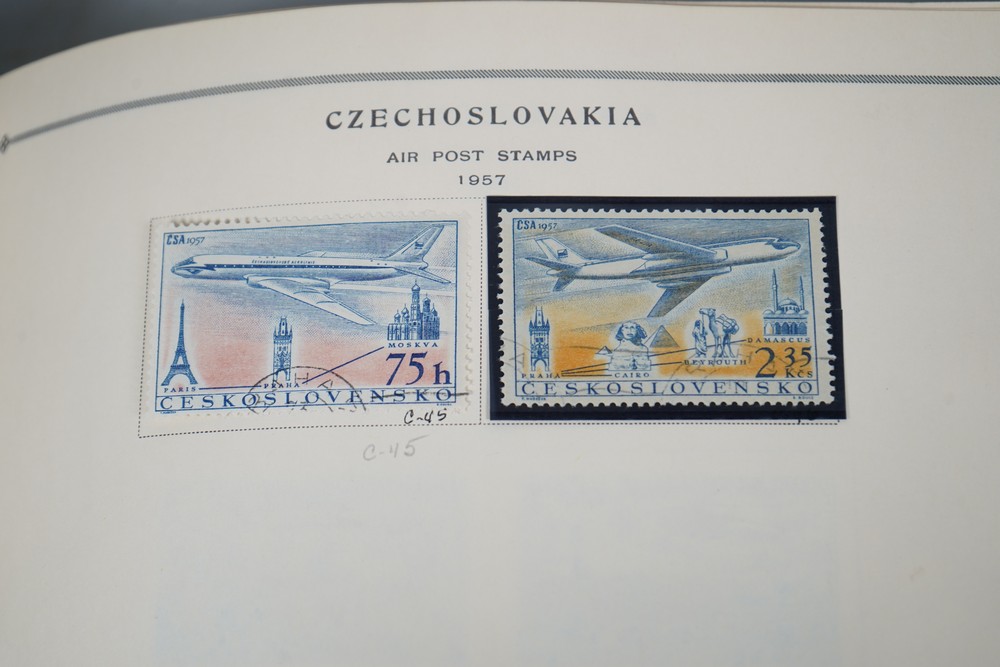 CZECHOSLOVAKIA
AIR POST STAMPS
1957
ČSA 1957
MOSKVA
PARIS
PRAHA
75h
ČESKOSLOVENSKO
C-45
C-45
ČSA 1957
DAMASCUS
BEYROUTH
PRAHA
CAIRO
2.35
Kčs
ČESKOSLOVENSKO